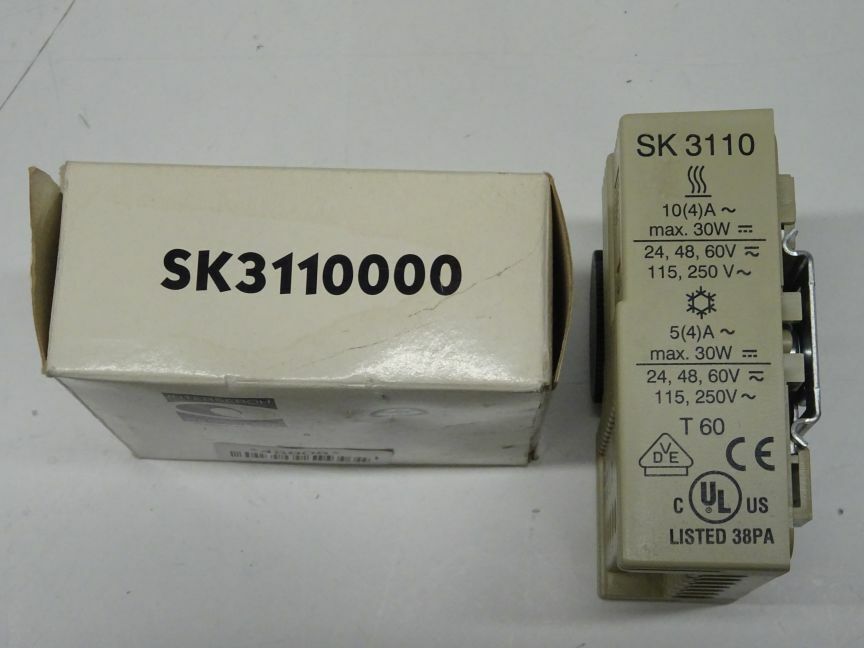 SK3110000
SK 3110
10(4)A ~
max. 30W ⎓
24, 48, 60V ⎓~
115, 250 V~
5(4)A ~
max. 30W ⎓
24, 48, 60V ⎓~
115, 250V~
T 60
DVE
CE
C UL US
®
LISTED 38PA